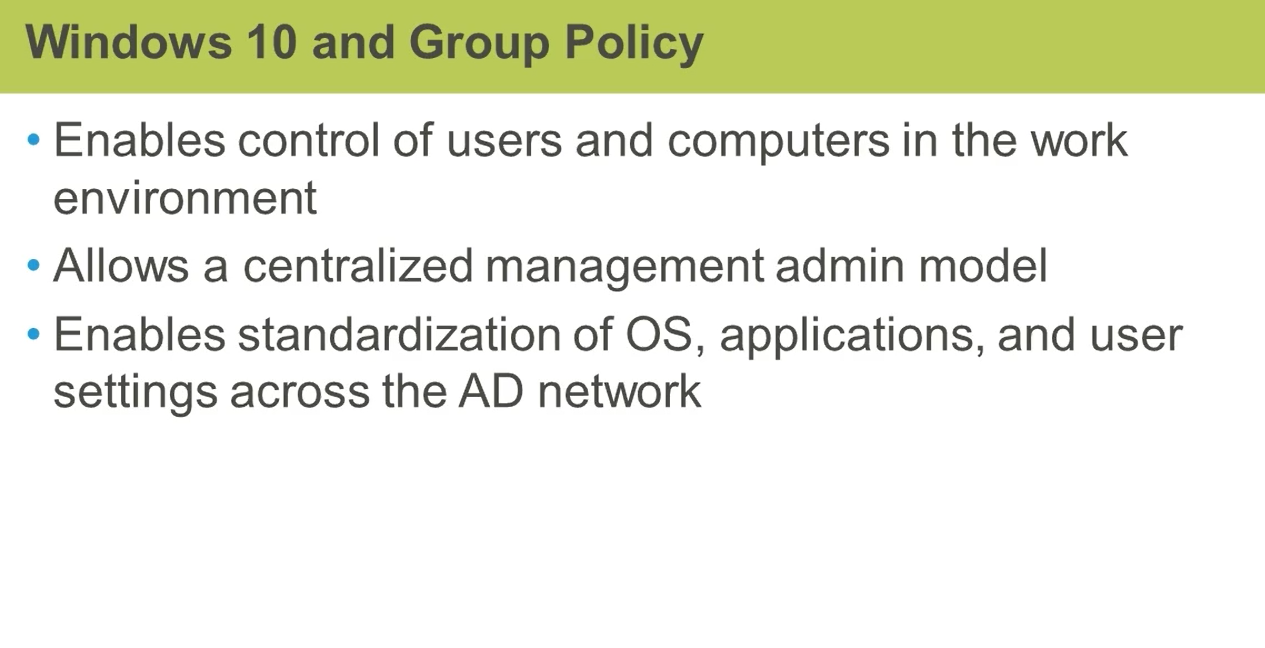 Windows 10 and Group Policy
• Enables control of users and computers in the work
environment
• Allows a centralized management admin model
• Enables standardization of OS, applications, and user
settings across the AD network